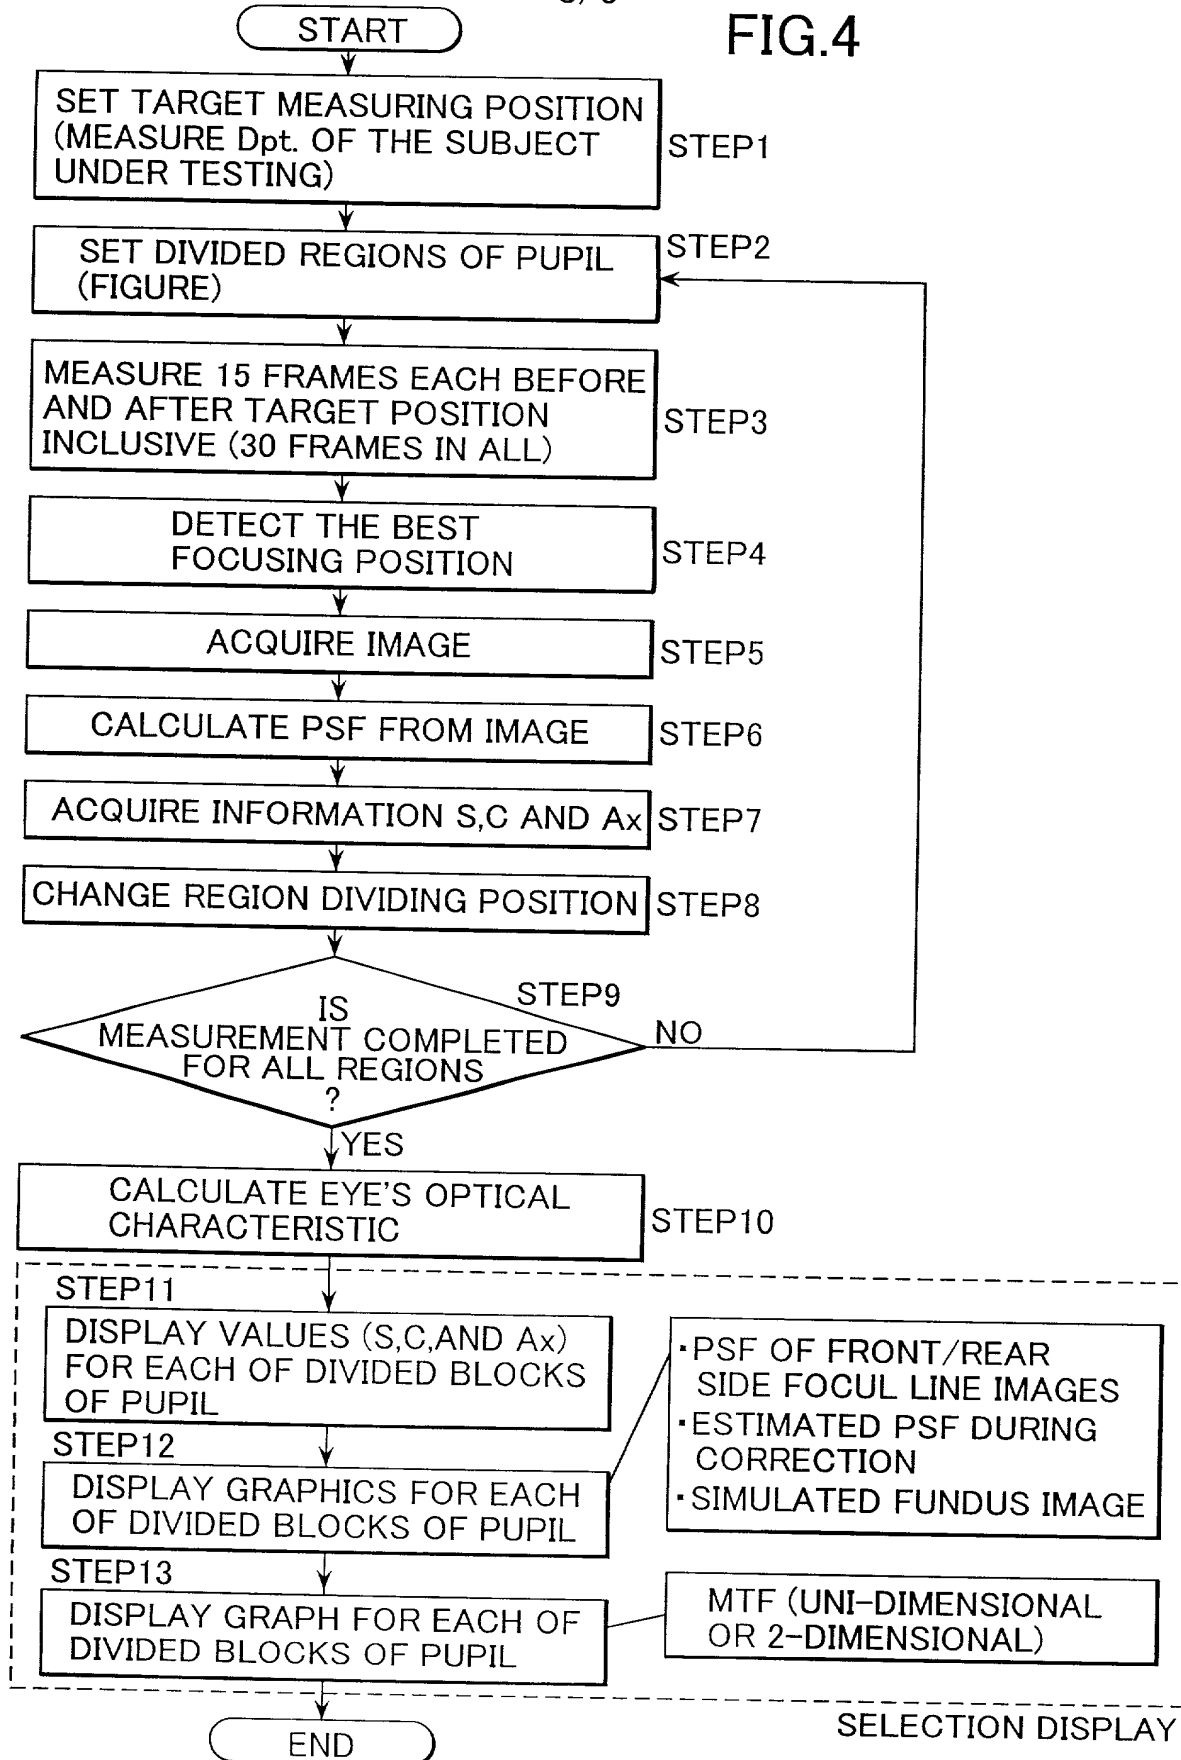 FIG.4
START
SET TARGET MEASURING POSITION
(MEASURE Dpt. OF THE SUBJECT
UNDER TESTING)
STEP1
SET DIVIDED REGIONS OF PUPIL
(FIGURE)
STEP2
MEASURE 15 FRAMES EACH BEFORE
AND AFTER TARGET POSITION
INCLUSIVE (30 FRAMES IN ALL)
STEP3
DETECT THE BEST
FOCUSING POSITION
STEP4
ACQUIRE IMAGE
STEP5
CALCULATE PSF FROM IMAGE
STEP6
ACQUIRE INFORMATION S,C AND Ax
STEP7
CHANGE REGION DIVIDING POSITION
STEP8
STEP9
IS
MEASUREMENT COMPLETED
FOR ALL REGIONS
?
NO
YES
CALCULATE EYE'S OPTICAL
CHARACTERISTIC
STEP10
STEP11
DISPLAY VALUES (S,C,AND Ax)
FOR EACH OF DIVIDED BLOCKS
OF PUPIL
・PSF OF FRONT/REAR
SIDE FOCUL LINE IMAGES
・ESTIMATED PSF DURING
CORRECTION
・SIMULATED FUNDUS IMAGE
STEP12
DISPLAY GRAPHICS FOR EACH
OF DIVIDED BLOCKS OF PUPIL
STEP13
DISPLAY GRAPH FOR EACH OF
DIVIDED BLOCKS OF PUPIL
MTF (UNI-DIMENSIONAL
OR 2-DIMENSIONAL)
SELECTION DISPLAY
END